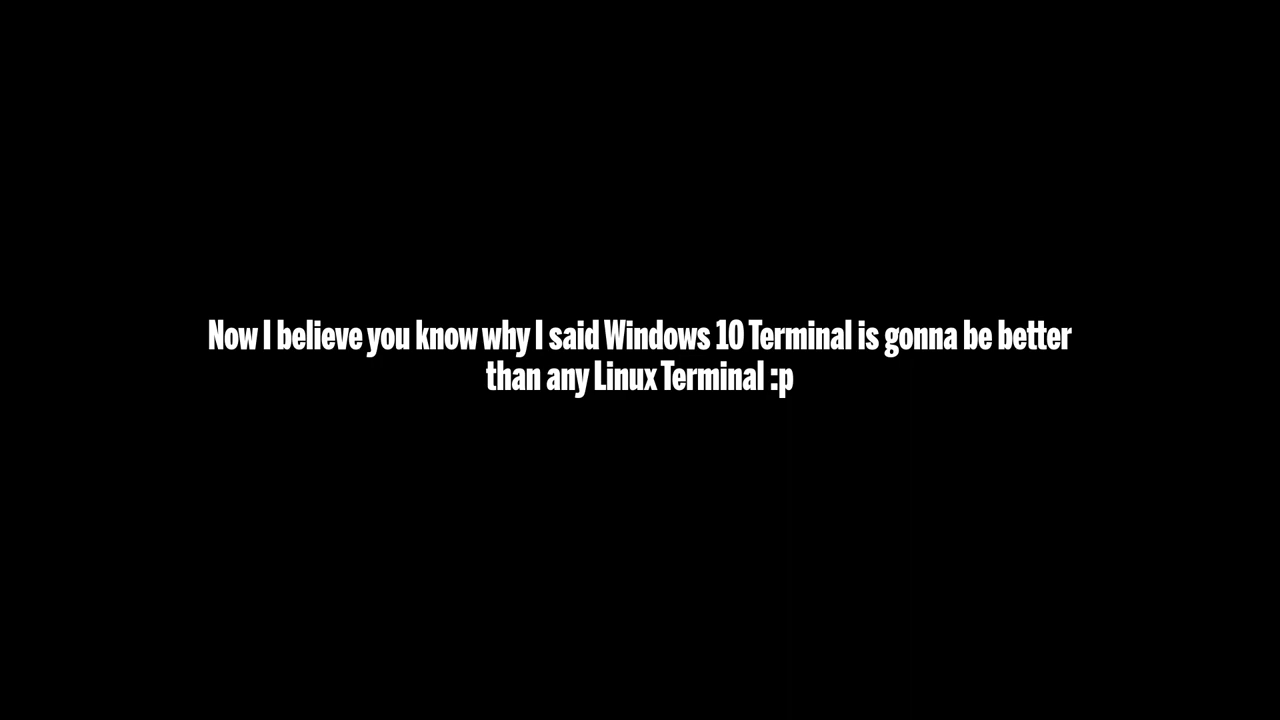 Now I believe you know why I said Windows 10 Terminal is gonna be better
than any Linux Terminal :p